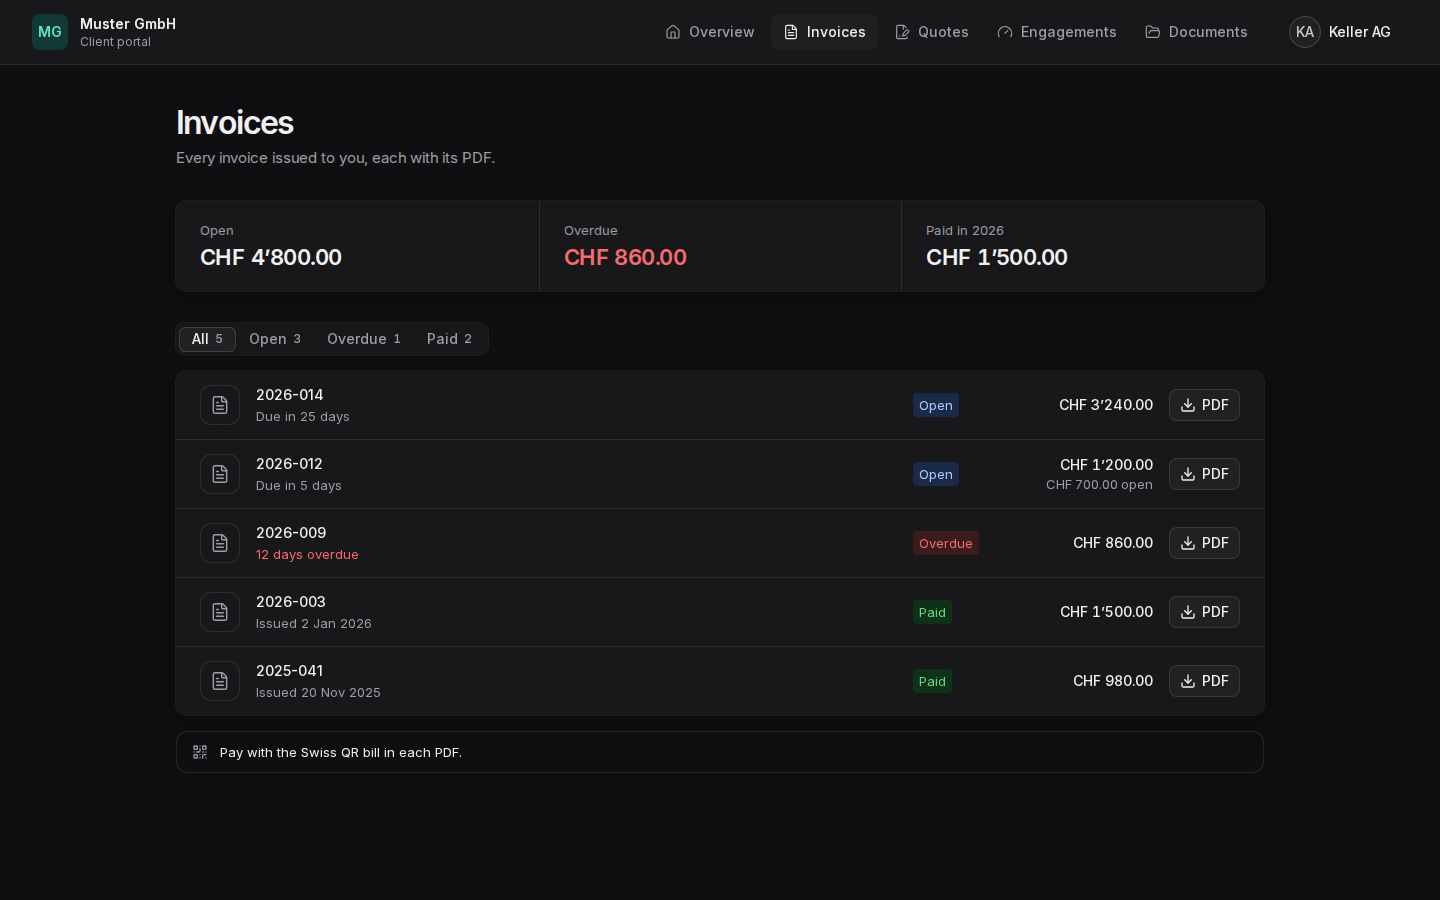 MG
Muster GmbH
Client portal
Overview
Invoices
Quotes
Engagements
Documents
KA
Keller AG
Invoices
Every invoice issued to you, each with its PDF.
Open
CHF 4’800.00
Overdue
CHF 860.00
Paid in 2026
CHF 1’500.00
All 5
Open 3
Overdue 1
Paid 2
2026-014
Due in 25 days
Open
CHF 3’240.00
PDF
2026-012
Due in 5 days
Open
CHF 1’200.00
CHF 700.00 open
PDF
2026-009
12 days overdue
Overdue
CHF 860.00
PDF
2026-003
Issued 2 Jan 2026
Paid
CHF 1’500.00
PDF
2025-041
Issued 20 Nov 2025
Paid
CHF 980.00
PDF
Pay with the Swiss QR bill in each PDF.